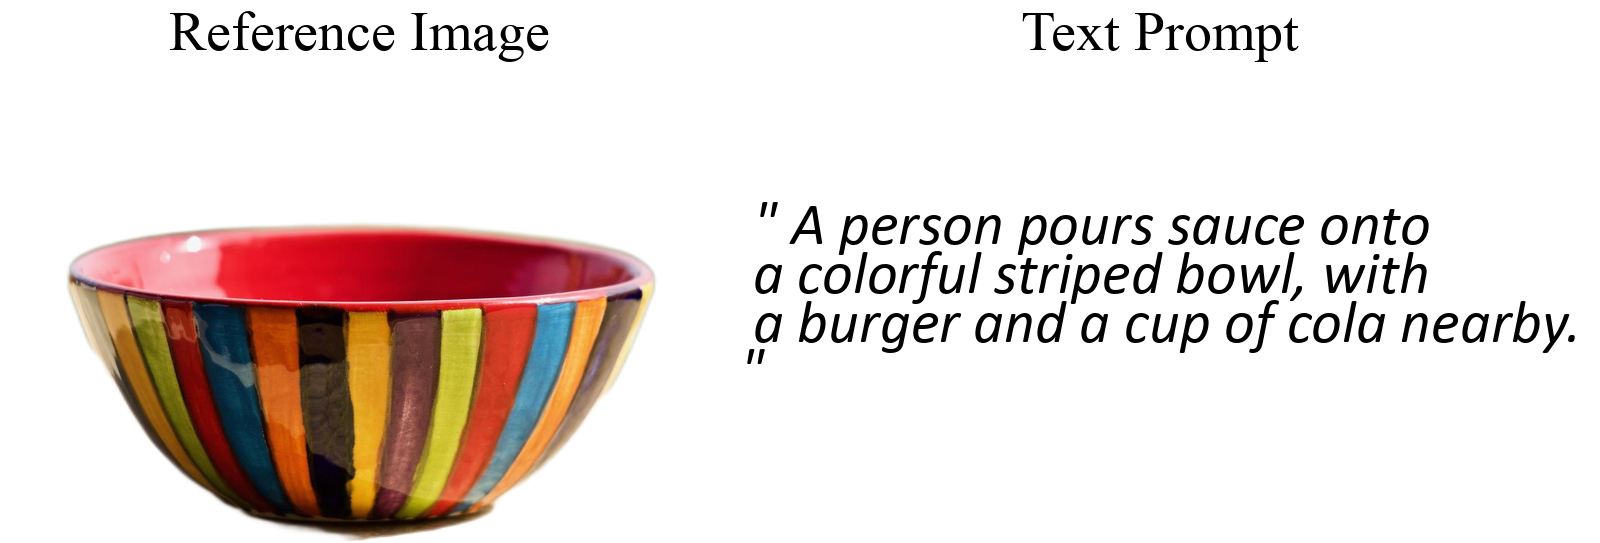 Reference Image
Text Prompt
" A person pours sauce onto
a colorful striped bowl, with
a burger and a cup of cola nearby.
"